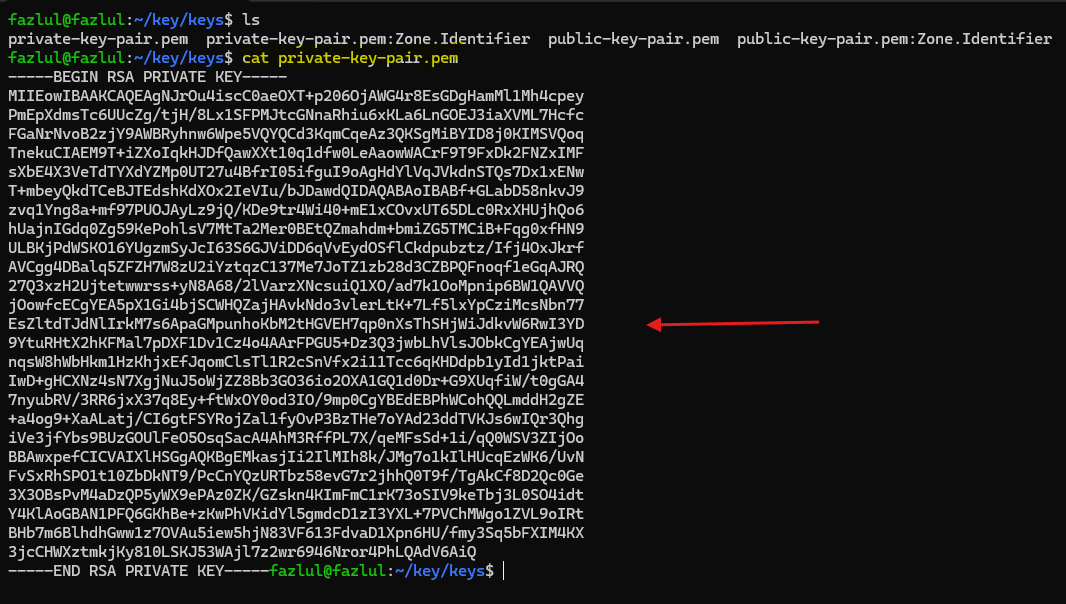 fazlul@fazlul:~/key/keys$ ls
private-key-pair.pem private-key-pair.pem:Zone.Identifier public-key-pair.pem public-key-pair.pem:Zone.Identifier
fazlul@fazlul:~/key/keys$ cat private-key-pair.pem
-----BEGIN RSA PRIVATE KEY-----
MIIEowIBAAKCAQEAgNJrOu4iscC0aeOXT+p206OjAWG4r8EsGDgHamMl1Mh4cpey
PmEpXdmsTc6UUcZg/tjH/8Lx1SFPMJtcGNnaRhiu6xKLa6LnGOEJ3iaXVML7Hcfc
FGaNrNvoB2zjY9AWBRyhnw6Wpe5VQYQCd3KqmCqeAz3QKSgMiBYID8j0KIMSVQoq
TnekuCIAEM9T+iZXoIqkHJDfQawXXt10q1dfw0LeAaowWACrF9T9FxDk2FNZxIMF
sXbE4X3VeTdTYXdYZMp0UT27u4BfrI05ifguI9oAgHdYlVqJVkdnSTQs7Dx1xENw
T+mbeyQkdTCeBJTEdshKdXOx2IeVIu/bJDawdQIDAQABAoIBABf+GLabD58nkvJ9
zvq1Yng8a+mf97PUOJAyLz9jQ/KDe9tr4Wi40+mE1xCOvxUT65DLc0RxXHUjhQo6
hUajnIGdq0Zg59KePohlsV7MtTa2Mer0BEtQZmahdm+bmiZG5TMCiB+Fqg0xfHN9
ULBKjPdWSKO16YUgzmSyJcI63S6GJViDD6qVvEydOSflCkdpubztz/Ifj4OxJkrf
AVCgg4DBalq5ZFZH7W8zU2iYztqzC137Me7JoTZ1zb28d3CZBPQFnoqf1eGqAJRQ
27Q3xzH2Ujtetwwrss+yN8A68/2lVarzXNcsuiQ1XO/ad7k1OoMpnip6BW1QAVVQ
jOowfcECgYEA5pX1Gi4bjSCWHQZajHAvkNdo3vlerLtK+7Lf5lxYpCziMcsNbn77
EsZltdTJdNlIrkM7s6ApaGMpunhoKbM2tHGVEH7qp0nXsThSHjWiJdkvW6RwI3YD
9YtuRHtX2hKFMal7pDXF1Dv1Cz4o4AArFPGU5+Dz3Q3jwbLhVlsJObkCgYEAjwUq
nqsW8hWbHkm1HzKhjxEfJqomClsTl1R2cSnVfx2i11Tcc6qKHDdpb1yId1jktPai
IwD+gHCXNz4sN7XgjNuJ5oWjZZ8Bb3GO36io2OXA1GQ1d0Dr+G9XUqfiW/t0gGA4
7nyubRV/3RR6jxX37q8Ey+ftWxOY0od3IO/9mp0CgYBEdEBPhWCohQQLmddH2gZE
+a4og9+XaALatj/CI6gtFSYRojZal1fyOvP3BzTHe7oYAd23ddTVKJs6wIQr3Qhg
iVe3jfYbs9BUzGOUlFeO5OsqSacA4AhM3RffPL7X/qeMFsSd+1i/qQ0WSV3ZIjOo
BBAwxpefCICVAIXlHSGgAQKBgEMkasjIi2IlMIh8k/JMg7o1kIlHUcqEzWK6/UvN
FvSxRhSPO1t10ZbDkNT9/PcCnYQzURTbz58evG7r2jhhQ0T9f/TgAkCf8D2Qc0Ge
3X3OBsPvM4aDzQP5yWX9ePAz0ZK/GZskn4KImFmC1rK73oSIV9keTbj3L0SO4idt
Y4KlAoGBAN1PFQ6GKhBe+zKwPhVKidYl5gmdcD1zI3YXL+7PVChMWgo1ZVL9oIRt
BHb7m6BlhdhGww1z7OVAu5iew5hjN83VF613FdvaD1Xpn6HU/fmy3Sq5bFXIM4KX
3jcCHWXztmkjKy810LSKJ53WAjl7z2wr6946Nror4PhLQAdV6AiQ
-----END RSA PRIVATE KEY-----fazlul@fazlul:~/key/keys$